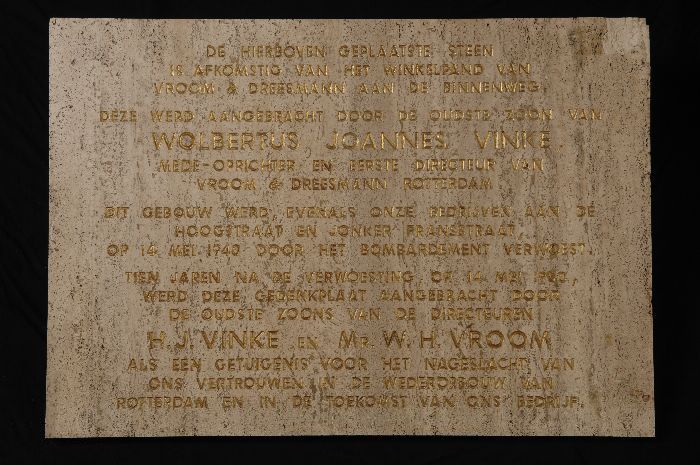 DE HIERBOVEN GEPLAATSTE STEEN
IS AFKOMSTIG VAN HET WINKELPAND VAN
VROOM & DREESMANN AAN DE BINNENWEG.
DEZE WERD AANGEBRACHT DOOR DE OUDSTE ZOON VAN
WOLBERTUS JOANNES VINKE,
MEDE-OPRICHTER EN EERSTE DIRECTEUR VAN
VROOM & DREESMANN ROTTERDAM
DIT GEBOUW WERD, EVENALS ONZE BEDRIJVEN AAN DE
HOOGSTRAAT EN JONKER FRANSSTRAAT,
OP 14 MEI 1940 DOOR HET BOMBARDEMENT VERWOEST.
TIEN JAREN NA DE VERWOESTING OP 14 MEI 1950,
WERD DEZE GEDENKPLAAT AANGEBRACHT DOOR
DE OUDSTE ZOONS VAN DE DIRECTEUREN
H.J. VINKE EN MR. W. H. VROOM
ALS EEN GETUIGENIS VOOR HET NAGESLACHT VAN
ONS VERTROUWEN IN DE WEDEROPBOUW VAN
ROTTERDAM EN IN DE TOEKOMST VAN ONS BEDRIJF.